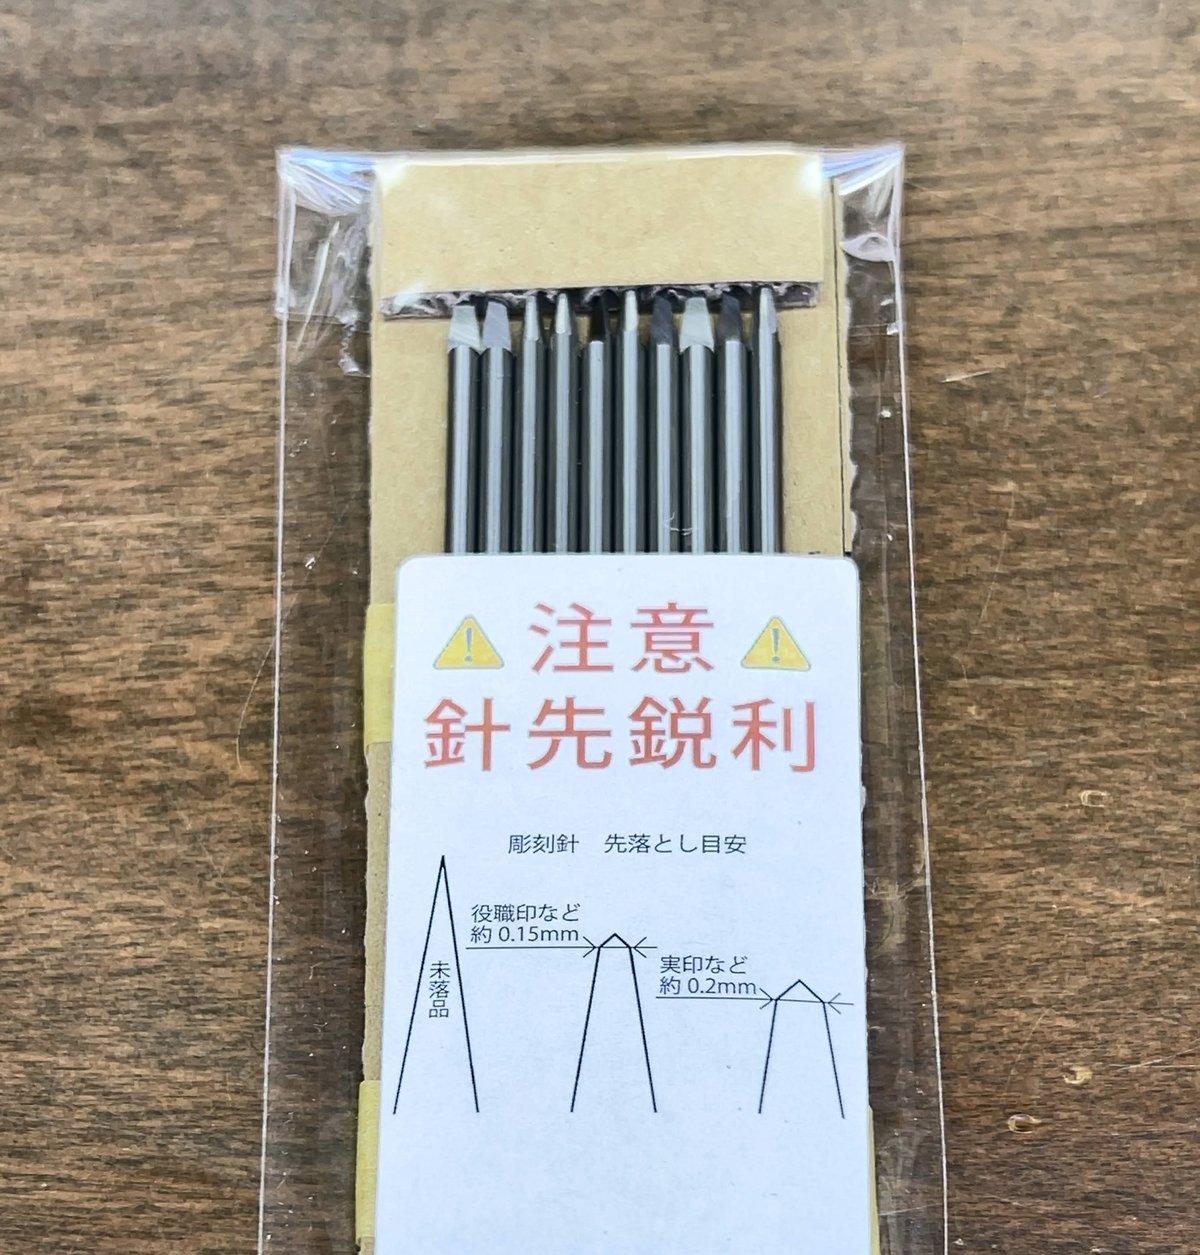 注意
針先鋭利
彫刻針　先落とし目安
未落品
役職印など
約 0.15mm
実印など
約 0.2mm